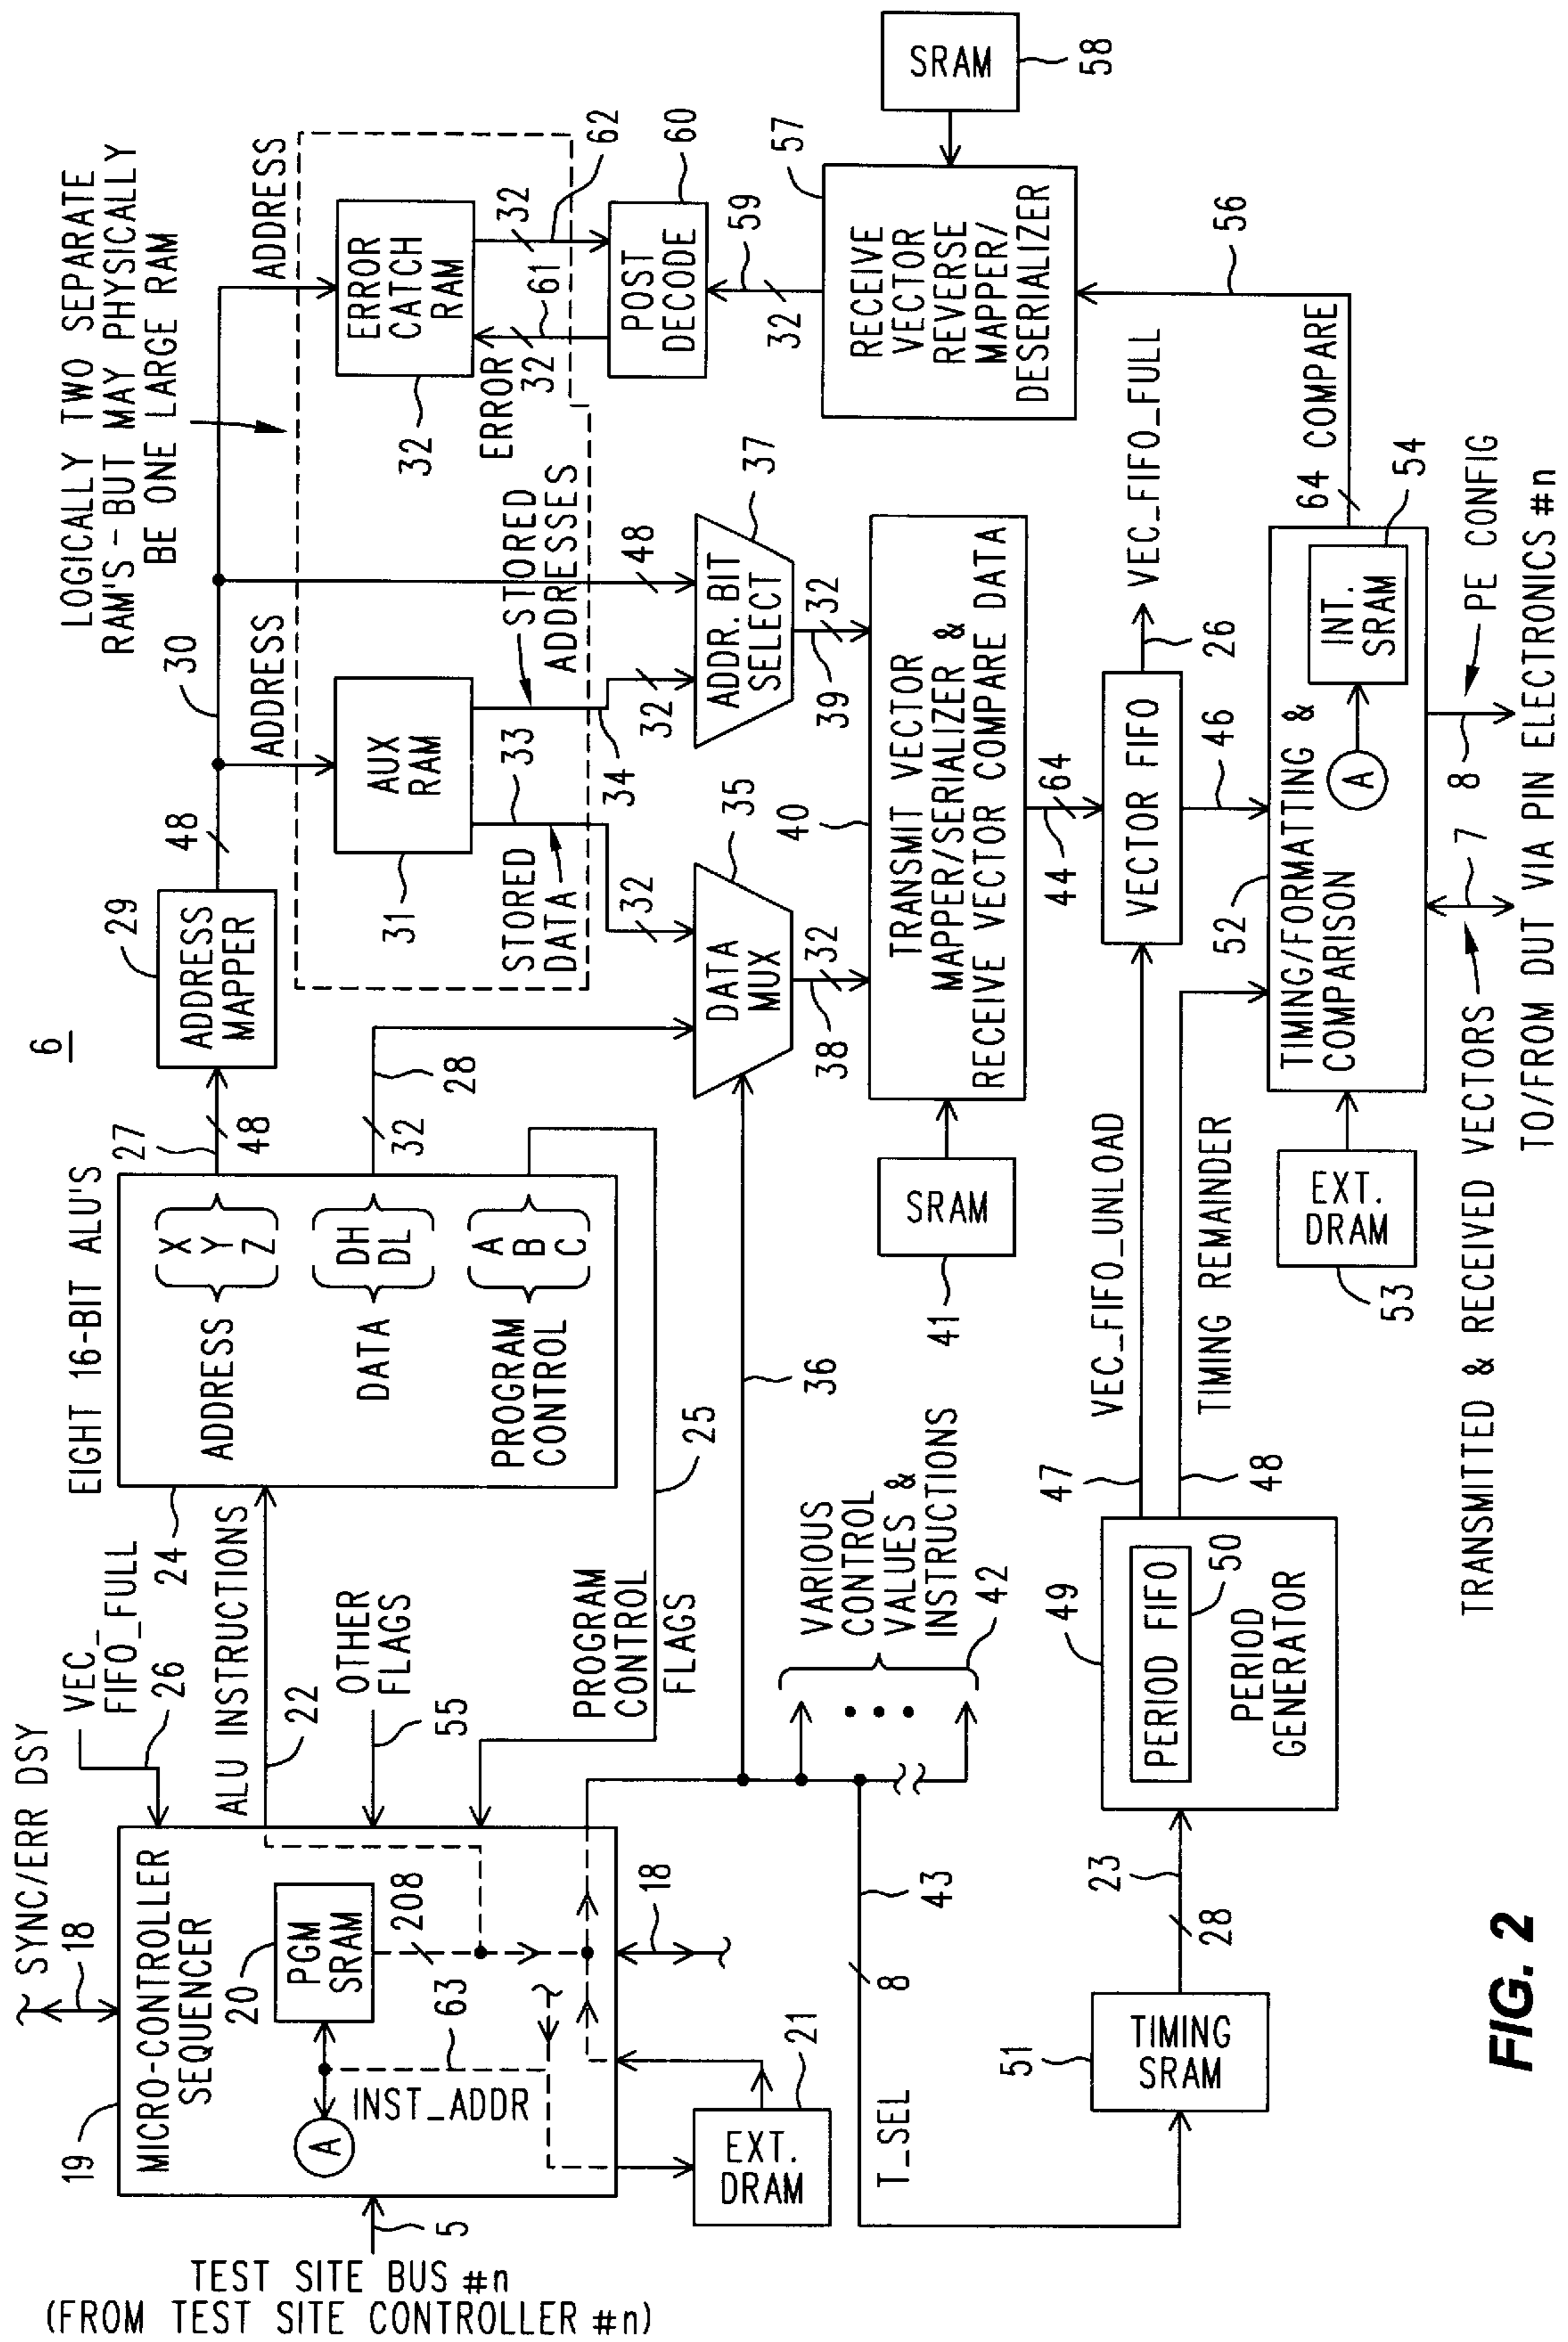 6
SYNC/ERR DSY
18
VEC_
FIFO_FULL
26
19
MICRO-CONTROLLER
SEQUENCER
20
PGM
SRAM
208
63
INST_ADDR
A
5
TEST SITE BUS #n
(FROM TEST SITE CONTROLLER #n)
18
21
EXT.
DRAM
ALU INSTRUCTIONS
22
OTHER
FLAGS
55
PROGRAM
CONTROL
FLAGS
25
EIGHT 16-BIT ALU'S
24
ADDRESS
X
Y
Z
DATA
DH
DL
PROGRAM
CONTROL
A
B
C
27
48
32
28
29
ADDRESS
MAPPER
48
30
ADDRESS
ADDRESS
LOGICALLY TWO SEPARATE
RAM'S - BUT MAY PHYSICALLY
BE ONE LARGE RAM
AUX
RAM
31
33
STORED
DATA
32
34
STORED
ADDRESSES
32
48
ERROR
CATCH
RAM
32
ERROR
32
61
32
62
POST
DECODE
60
59
32
DATA
MUX
35
38
32
ADDR. BIT
SELECT
37
39
32
36
VARIOUS
CONTROL
VALUES &
INSTRUCTIONS
42
SRAM
41
40
TRANSMIT VECTOR
MAPPER/SERIALIZER &
RECEIVE VECTOR COMPARE DATA
RECEIVE
VECTOR
REVERSE
MAPPER/
DESERIALIZER
57
SRAM
58
56
44
64
VECTOR FIFO
26
VEC_FIFO_FULL
46
T_SEL
8
43
51
TIMING
SRAM
28
23
49
PERIOD FIFO
50
PERIOD
GENERATOR
47
VEC_FIFO_UNLOAD
48
TIMING REMAINDER
52
TIMING/FORMATTING &
COMPARISON
A
INT.
SRAM
54
64 COMPARE
EXT.
DRAM
53
7
8
PE CONFIG
TRANSMITTED & RECEIVED VECTORS
TO/FROM DUT VIA PIN ELECTRONICS #n
FIG. 2